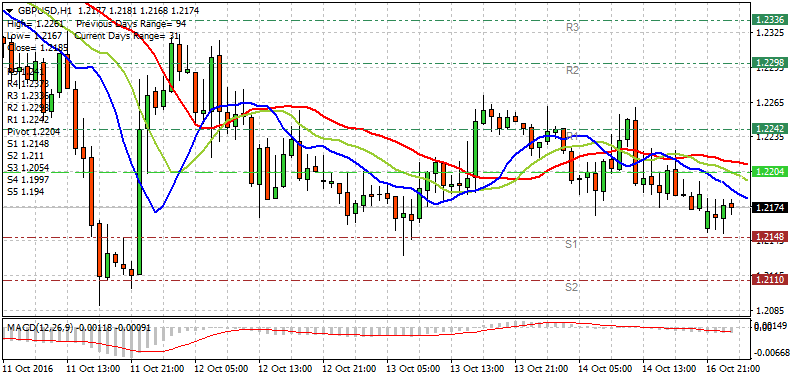 GBPUSD,H1 1.2177 1.2181 1.2168 1.2174
High= 1.2261 Previous Days Range= 94
Low= 1.2167 Current Days Range= 31
Close= 1.2185
R4 1.2373
R3 1.2336
R2 1.2298
R1 1.2242
Pivot 1.2204
S1 1.2148
S2 1.211
S3 1.2054
S4 1.1997
S5 1.194
R3
R2
S1
S2
1.2336
1.2325
1.2298
1.2265
1.2242
1.2235
1.2204
1.2174
1.2148
1.2110
1.2085
MACD(12,26,9) -0.00118 -0.00091
0.00149
-0.00668
11 Oct 2016 11 Oct 13:00 11 Oct 21:00 12 Oct 05:00 12 Oct 13:00 12 Oct 21:00 13 Oct 05:00 13 Oct 13:00 13 Oct 21:00 14 Oct 05:00 14 Oct 13:00 16 Oct 21:00